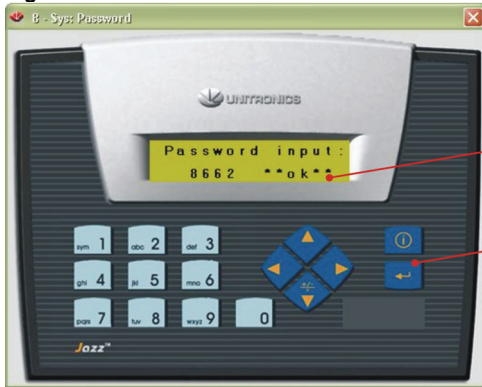 8 - Sys: Password
UNITRONICS
Password input:
8662 **ok**
sym 1 abc 2 def 3
ghi 4 jkl 5 mno 6
pqrs 7 tuv 8 wxyz 9 0
+/-
Jazz™